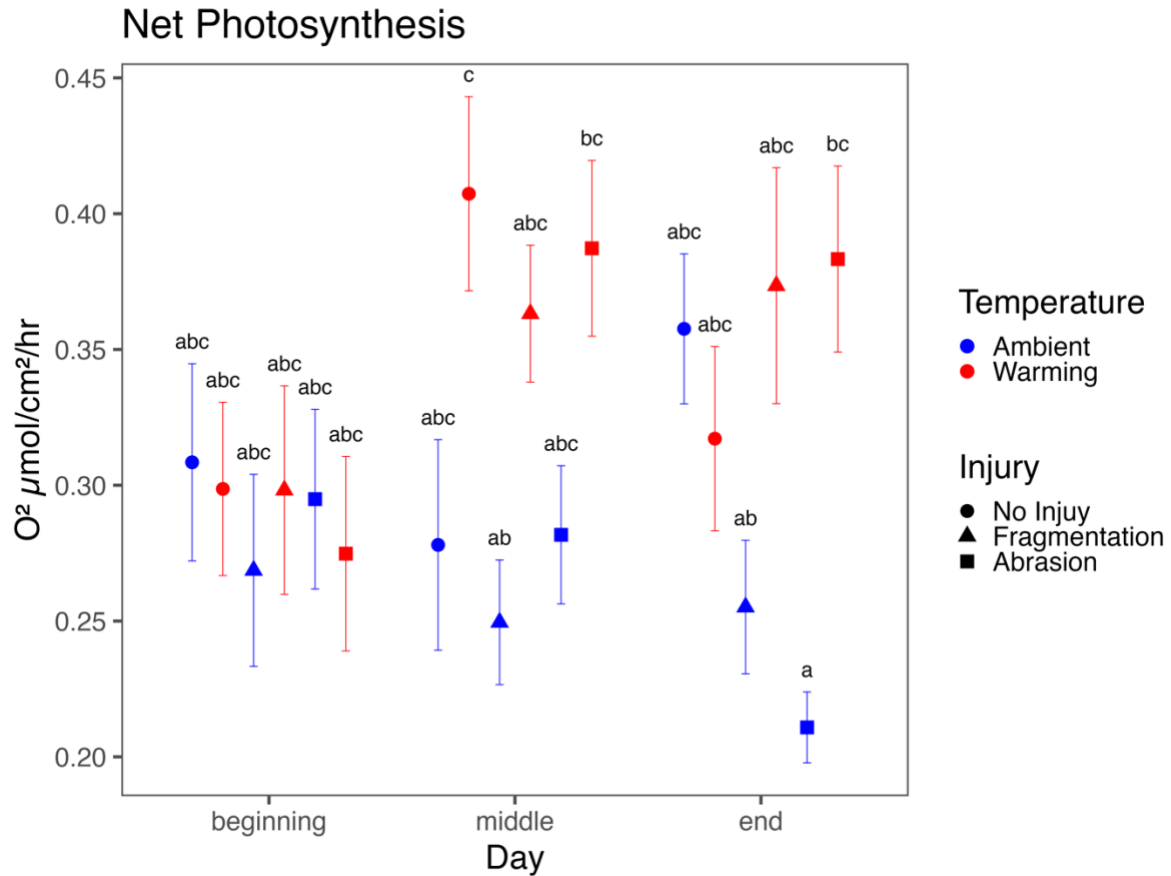 Net Photosynthesis
O² µmol/cm²/hr
0.45
0.40
0.35
0.30
0.25
0.20
abc
abc
abc
abc
abc
abc
abc
c
ab
abc
abc
bc
abc
abc
ab
abc
a
bc
beginning
middle
end
Day
Temperature
Ambient
Warming
Injury
No Injuy
Fragmentation
Abrasion